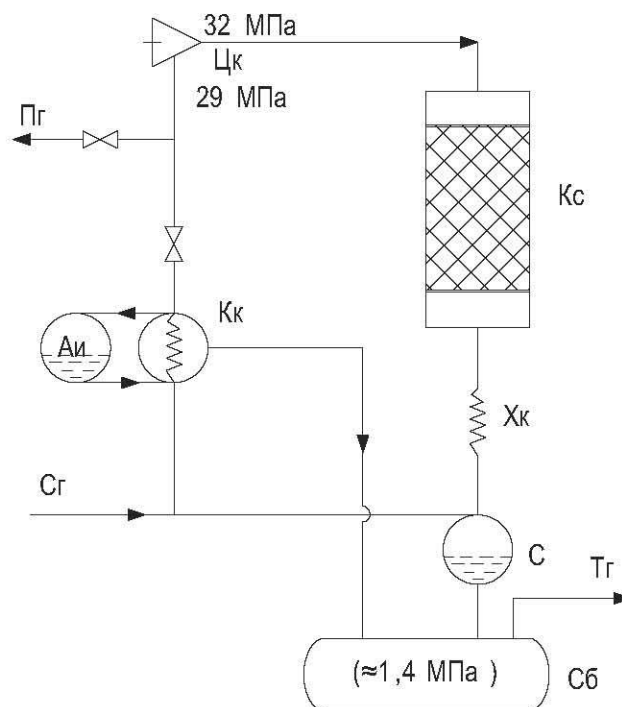 32 МПа
Цк
29 МПа
Пг
Кс
Кк
Аи
Хк
Сг
С
Тг
(≈1,4 МПа )
Сб